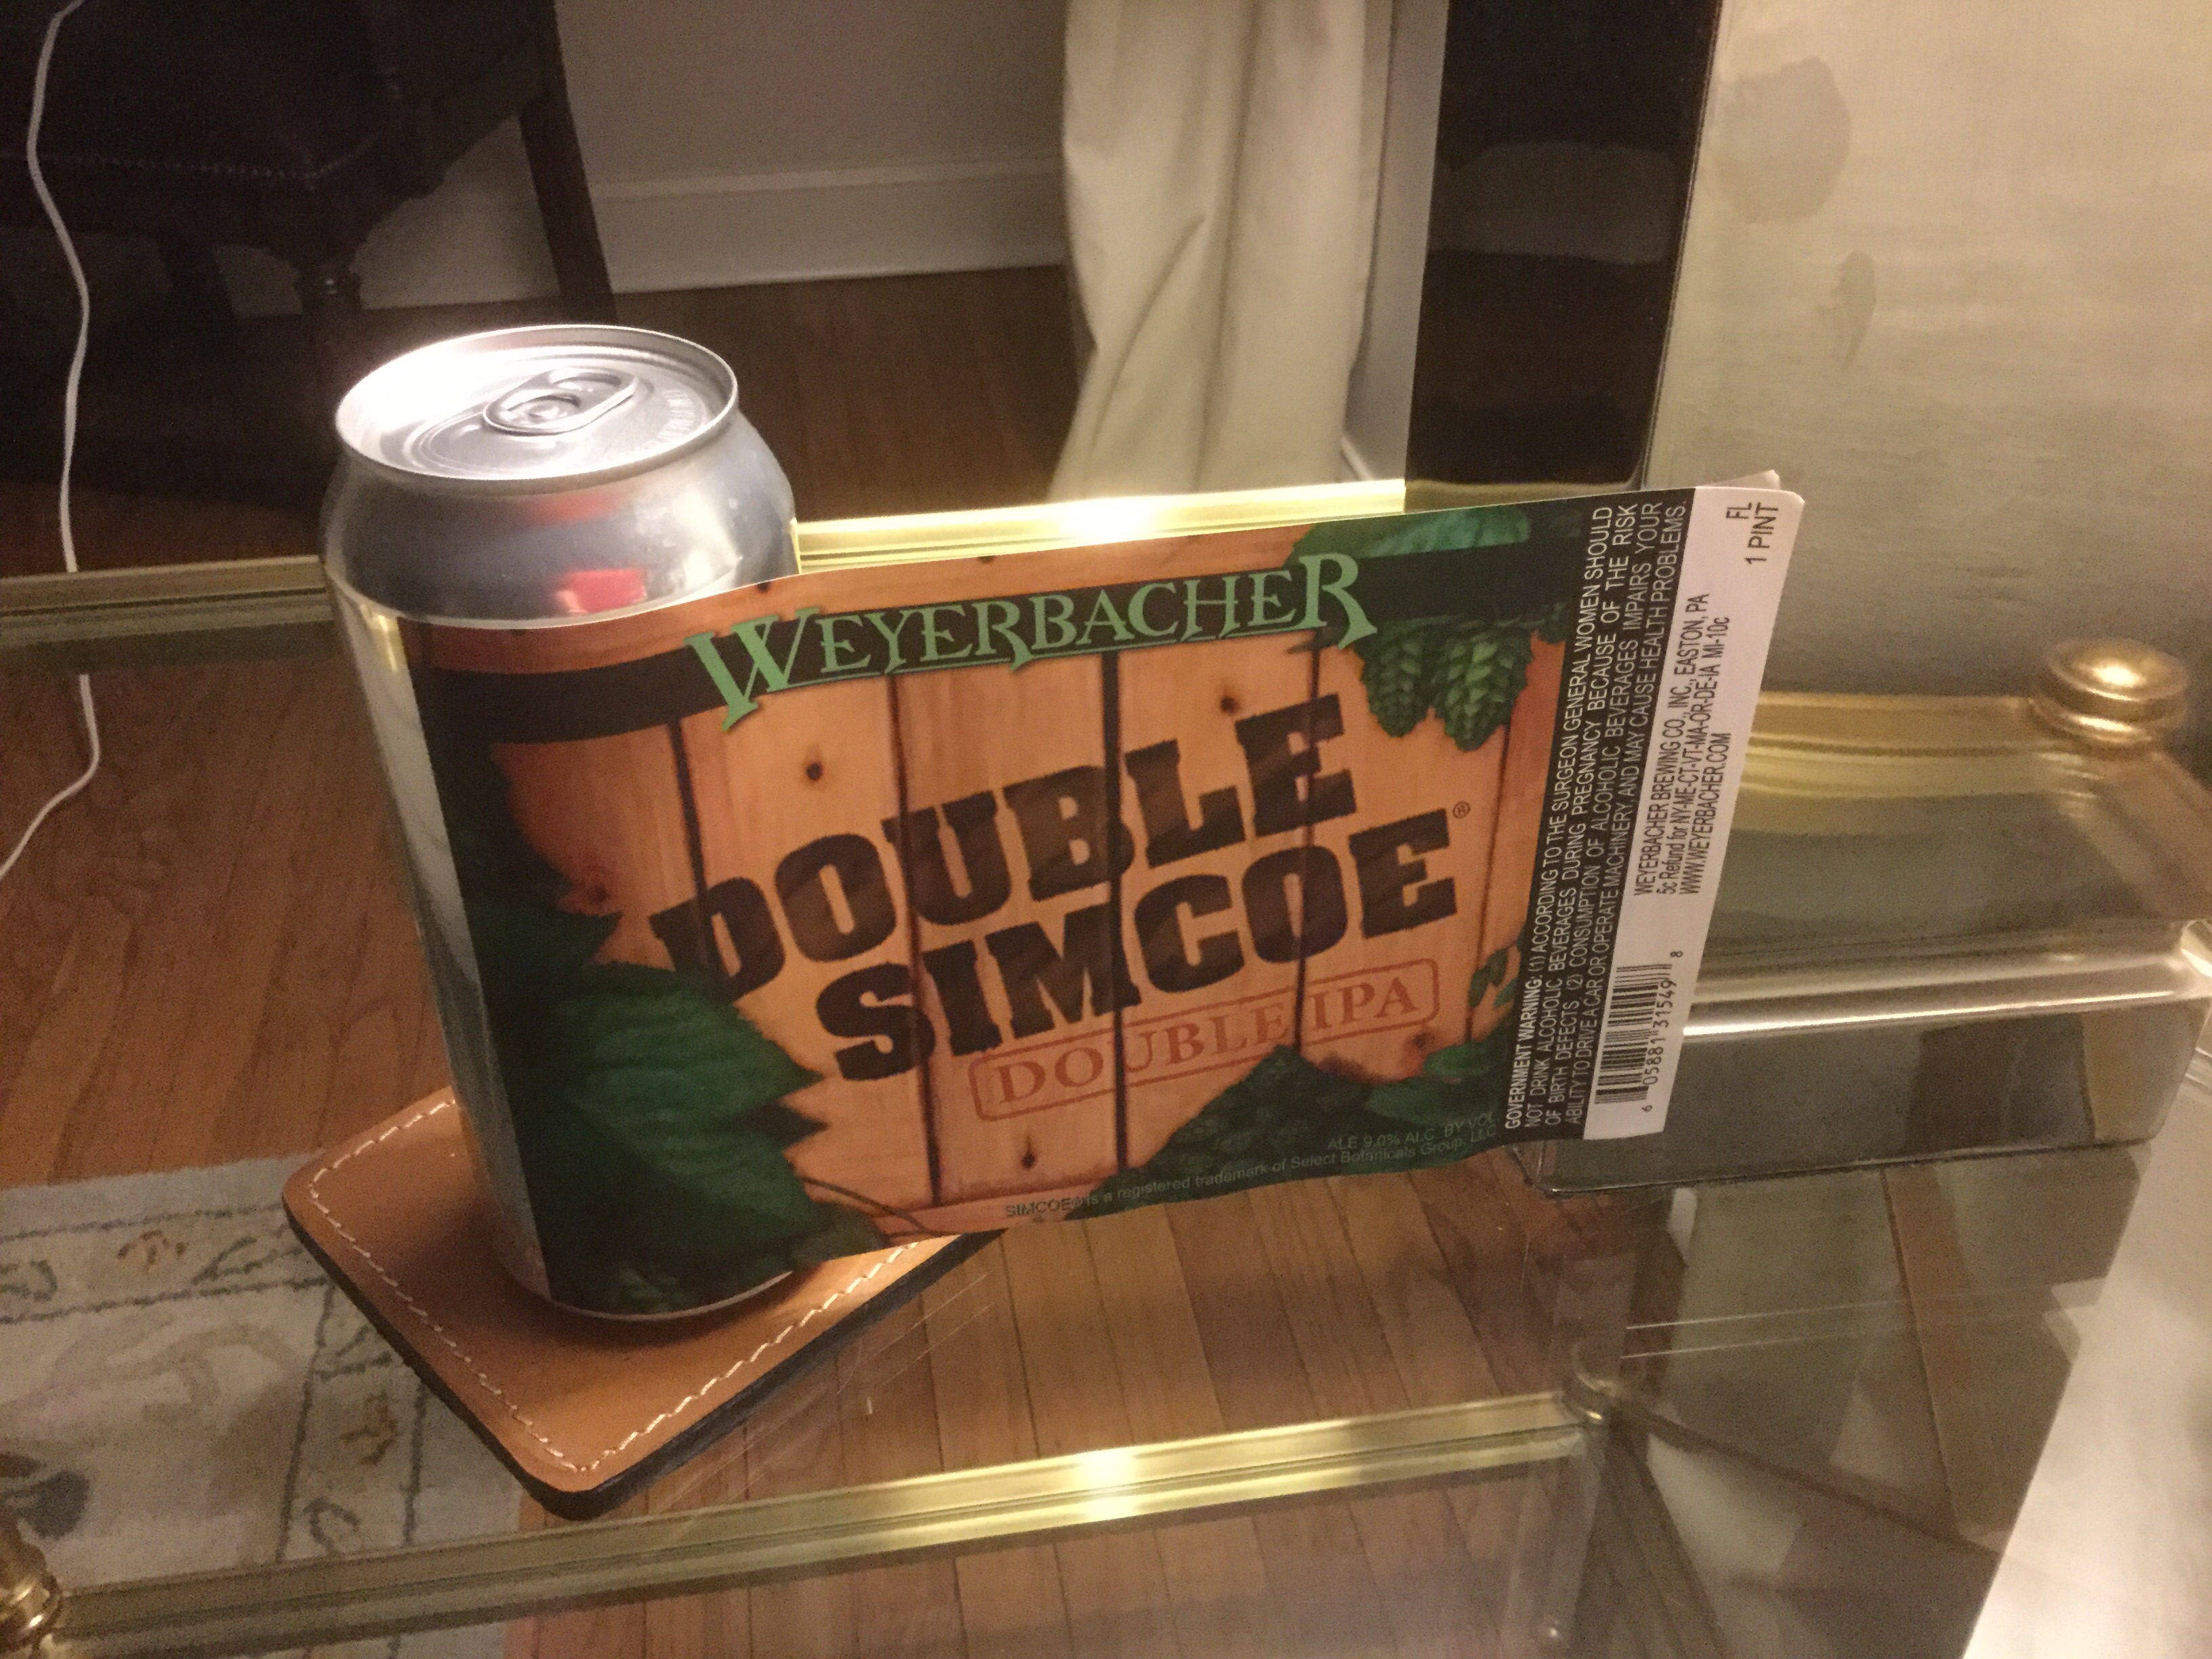 WEYERBACHER
DOUBLE
SIMCOE®
DOUBLE IPA
ALE 9.0% ALC BY VOL
SIMCOE® is a registered trademark of Select Botanicals Group, LLC
GOVERNMENT WARNING: (1) ACCORDING TO THE SURGEON GENERAL WOMEN SHOULD
NOT DRINK ALCOHOLIC BEVERAGES DURING PREGNANCY BECAUSE OF THE RISK
OF BIRTH DEFECTS (2) CONSUMPTION OF ALCOHOLIC BEVERAGES IMPAIRS YOUR
ABILITY TO DRIVE A CAR OR OPERATE MACHINERY, AND MAY CAUSE HEALTH PROBLEMS.
WEYERBACHER BREWING CO., INC., EASTON, PA
5c Refund for NY-ME-CT-VT-MA-OR-DE-IA MI-10c
WWW.WEYERBACHER.COM
FL
1 PINT
6 05881 31549 8